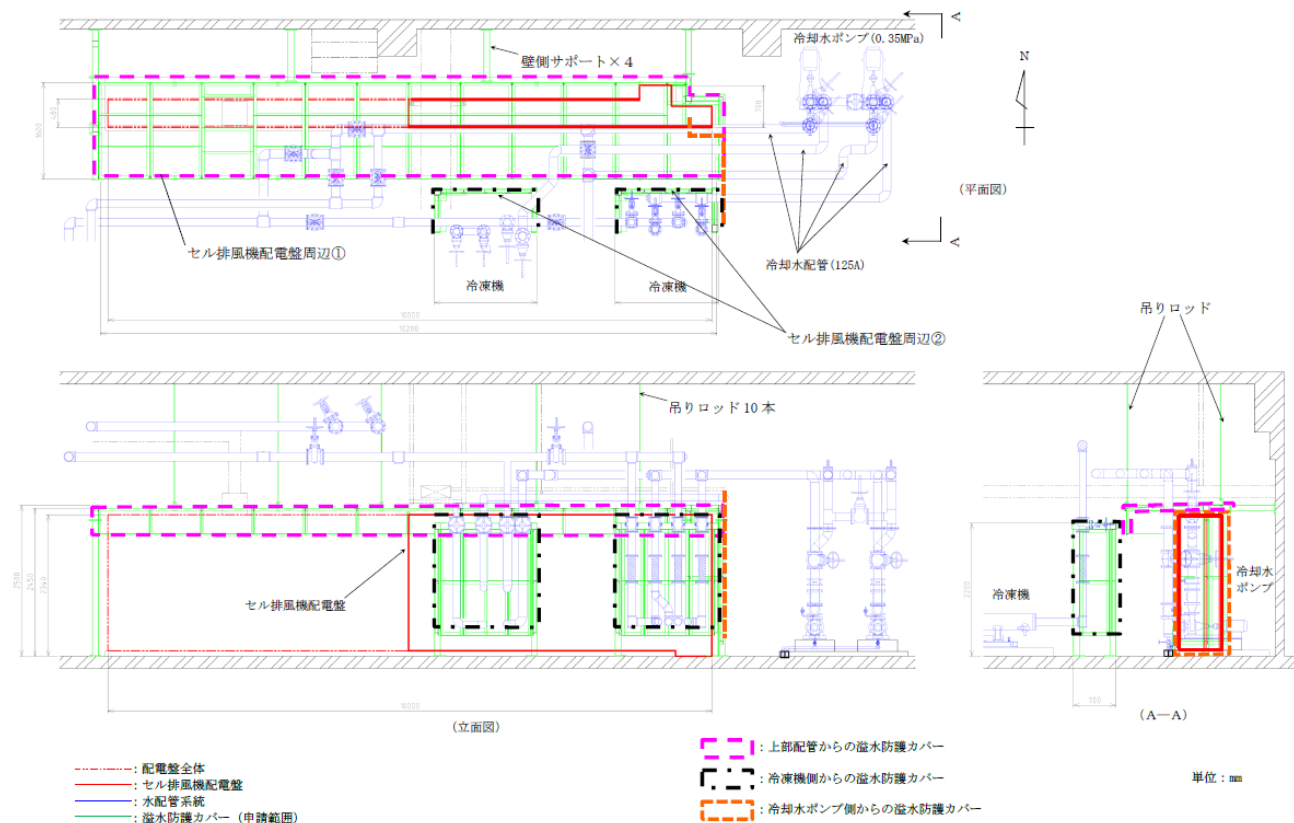 A
冷却水ポンプ(0.35MPa)
壁側サポート×４
N
700
480
1600
(平面図)
A
セル排風機配電盤周辺①
冷却水配管(125A)
冷凍機
冷凍機
吊りロッド
セル排風機配電盤周辺②
吊りロッド 10 本
2450
セル排風機配電盤
冷凍機
冷却水
ポンプ
2200
700
(A―A)
(立面図)
：配電盤全体
：セル排風機配電盤
：水配管系統
：溢水防護カバー（申請範囲）
：上部配管からの溢水防護カバー
：冷凍機側からの溢水防護カバー
：冷却水ポンプ側からの溢水防護カバー
単位：mm